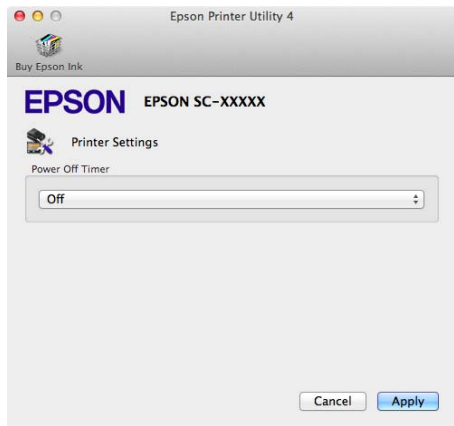 Epson Printer Utility 4
Buy Epson Ink
EPSON EPSON SC-XXXXX
Printer Settings
Power Off Timer
Off
Cancel Apply